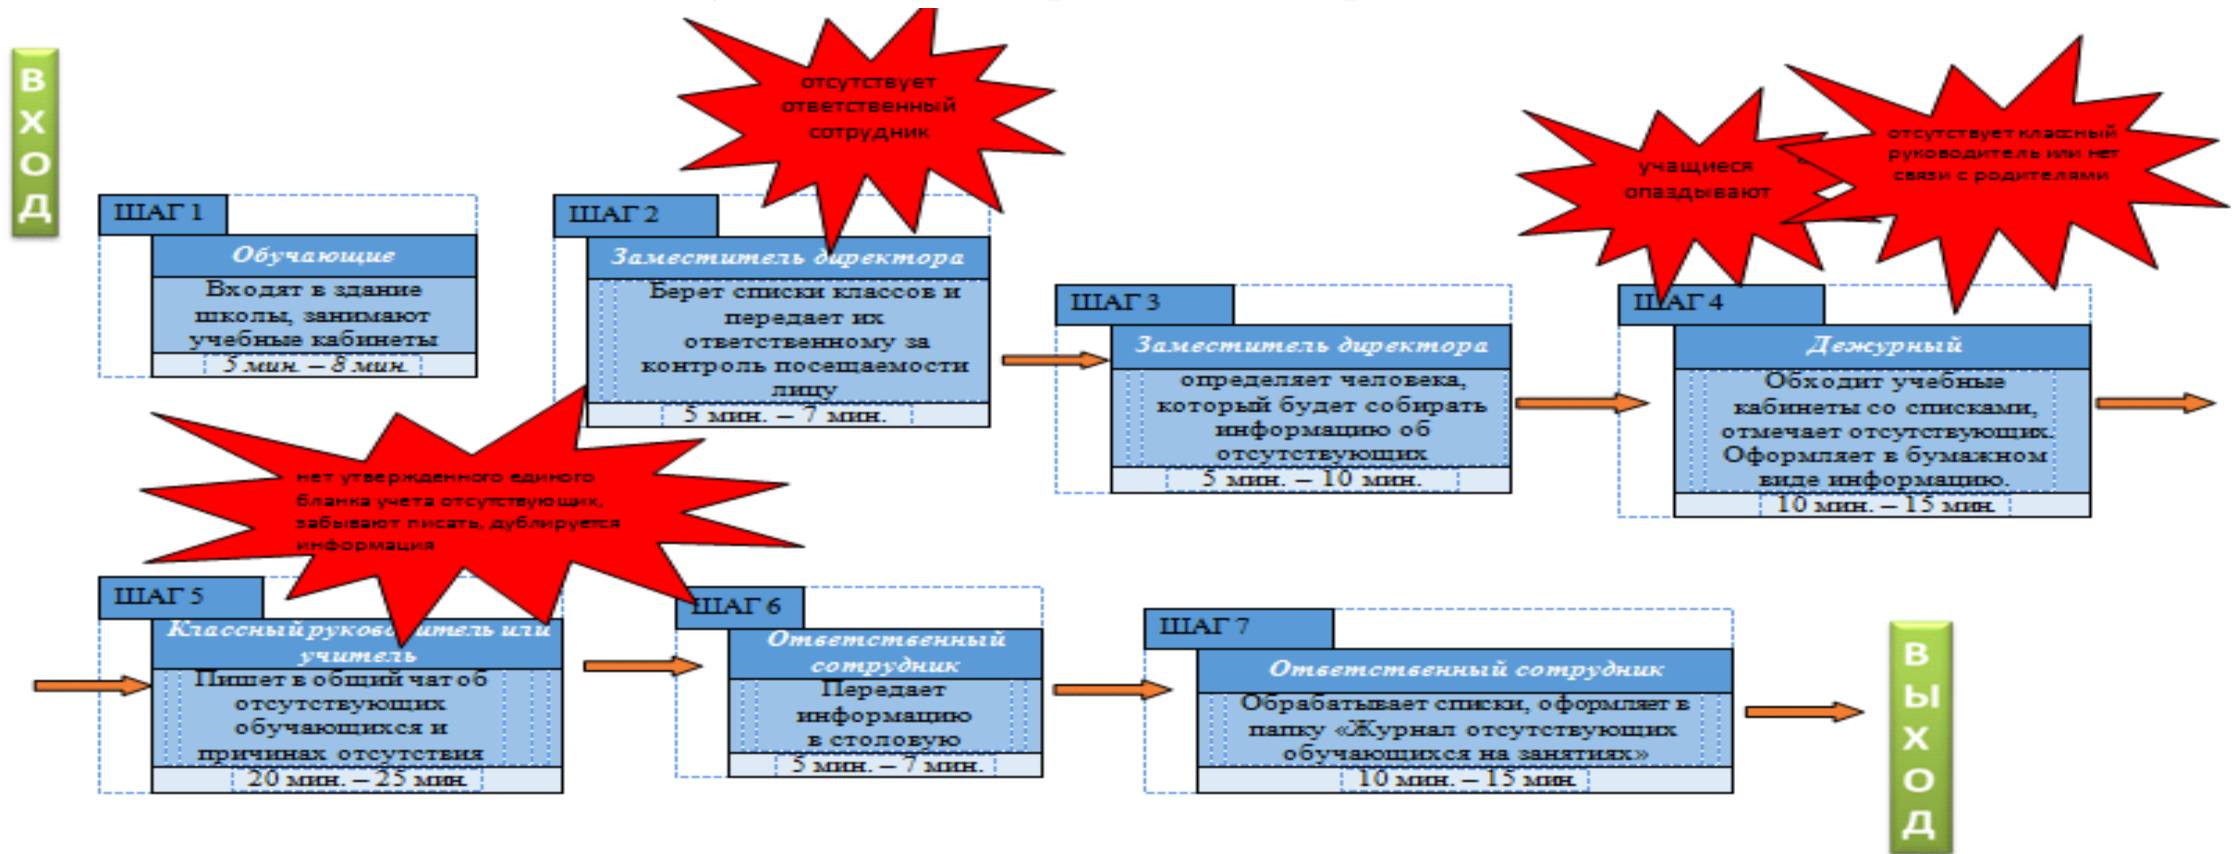 ВХОД
отсутствует
ответственный
сотрудник
учащиеся
опаздывают
отсутствует классный
руководитель или нет
связи с родителями
ШАГ 1
Обучающие
Входят в здание
школы, занимают
учебные кабинеты
5 мин. – 8 мин.
ШАГ 2
Заместитель директора
Берет списки классов и
передает их
ответственному за
контроль посещаемости
лицу
5 мин. – 7 мин.
ШАГ 3
Заместитель директора
определяет человека,
который будет собирать
информацию об
отсутствующих
5 мин. – 10 мин.
ШАГ 4
Дежурный
Обходит учебные
кабинеты со списками,
отмечает отсутствующих.
Оформляет в бумажном
виде информацию.
10 мин. – 15 мин.
нет утвержденного единого
бланка учета отсутствующих,
забывают писать, дублируется
информация
ШАГ 5
Классный руководитель или
учитель
Пишет в общий чат об
отсутствующих
обучающихся и
причинах отсутствия
20 мин. – 25 мин.
ШАГ 6
Ответственный
сотрудник
Передает
информацию
в столовую
5 мин. – 7 мин.
ШАГ 7
Ответственный сотрудник
Обрабатывает списки, оформляет в
папку «Журнал отсутствующих
обучающихся на занятиях»
10 мин. – 15 мин.
ВЫХОД